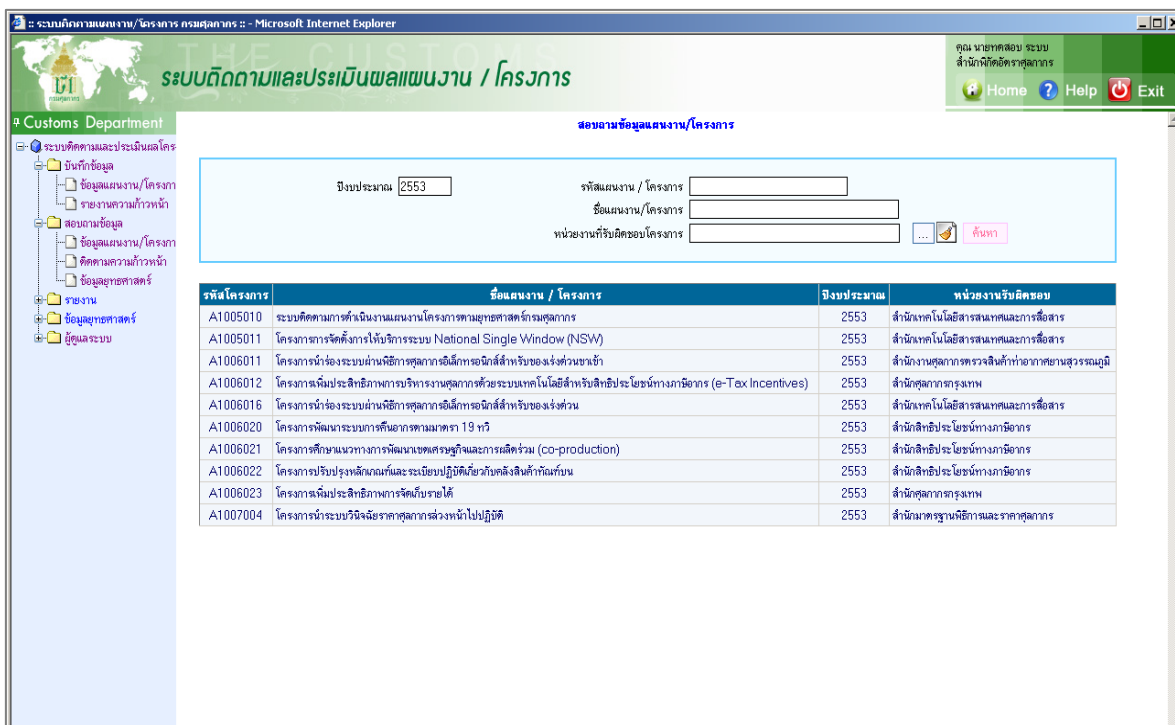 :: ระบบติดตามแผนงาน/โครงการ กรมศุลกากร :: - Microsoft Internet Explorer
THE CUSTOMS
ระบบติดตามและประเมินผลแผนงาน / โครงการ
คุณ นายทดสอบ ระบบ
สำนักพิกัดอัตราศุลกากร
Home Help Exit
กรมศุลกากร
Customs Department
สอบถามข้อมูลแผนงาน/โครงการ
ระบบติดตามและประเมินผลโคร
บันทึกข้อมูล
ข้อมูลแผนงาน/โครงกา
รายงานความก้าวหน้า
สอบถามข้อมูล
ข้อมูลแผนงาน/โครงกา
ติดตามความก้าวหน้า
ข้อมูลยุทธศาสตร์
รายงาน
ข้อมูลยุทธศาสตร์
ผู้ดูแลระบบ
ปีงบประมาณ 2553 รหัสแผนงาน / โครงการ
ชื่อแผนงาน/โครงการ
หน่วยงานที่รับผิดชอบโครงการ ... ค้นหา
รหัสโครงการ ชื่อแผนงาน / โครงการ ปีงบประมาณ หน่วยงานรับผิดชอบ
A1005010 ระบบติดตามการดำเนินงานแผนงานโครงการตามยุทธศาสตร์กรมศุลกากร 2553 สำนักเทคโนโลยีสารสนเทศและการสื่อสาร
A1005011 โครงการการจัดตั้งการให้บริการระบบ National Single Window (NSW) 2553 สำนักเทคโนโลยีสารสนเทศและการสื่อสาร
A1006011 โครงการนำร่องระบบผ่านพิธีการศุลกากรอิเล็กทรอนิกส์สำหรับของเร่งด่วนขาเข้า 2553 สำนักงานศุลกากรตรวจสินค้าท่าอากาศยานสุวรรณภูมิ
A1006012 โครงการเพิ่มประสิทธิภาพการบริหารงานศุลกากรด้วยระบบเทคโนโลยีสำหรับสิทธิประโยชน์ทางภาษีอากร (e-Tax Incentives) 2553 สำนักศุลกากรกรุงเทพ
A1006016 โครงการนำร่องระบบผ่านพิธีการศุลกากรอิเล็กทรอนิกส์สำหรับของเร่งด่วน 2553 สำนักเทคโนโลยีสารสนเทศและการสื่อสาร
A1006020 โครงการพัฒนาระบบการคืนอากรตามมาตรา 19 ทวิ 2553 สำนักสิทธิประโยชน์ทางภาษีอากร
A1006021 โครงการศึกษาแนวทางการพัฒนาเขตเศรษฐกิจและการผลิตร่วม (co-production) 2553 สำนักสิทธิประโยชน์ทางภาษีอากร
A1006022 โครงการปรับปรุงหลักเกณฑ์และระเบียบปฏิบัติเกี่ยวกับคลังสินค้าทัณฑ์บน 2553 สำนักสิทธิประโยชน์ทางภาษีอากร
A1006023 โครงการเพิ่มประสิทธิภาพการจัดเก็บรายได้ 2553 สำนักศุลกากรกรุงเทพ
A1007004 โครงการนำระบบวินิจฉัยราคาศุลกากรล่วงหน้าไปปฏิบัติ 2553 สำนักมาตรฐานพิธีการและราคาศุลกากร